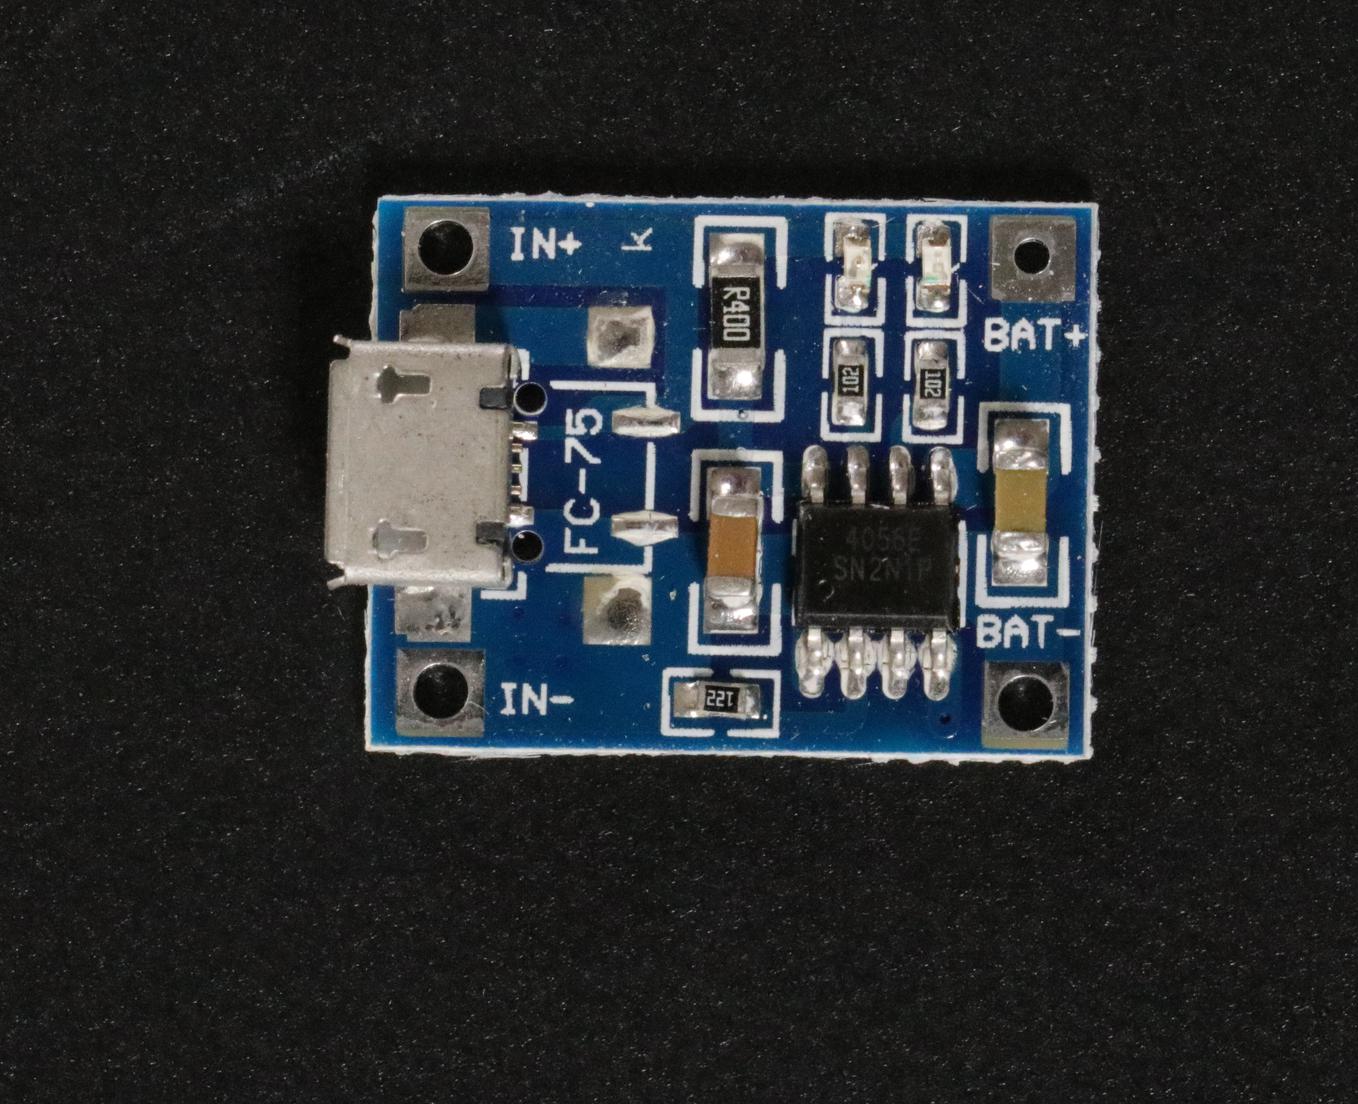 IN+
K
R400
102
102
BAT+
FC-75
4056E
SN2N1P
BAT-
IN-
122